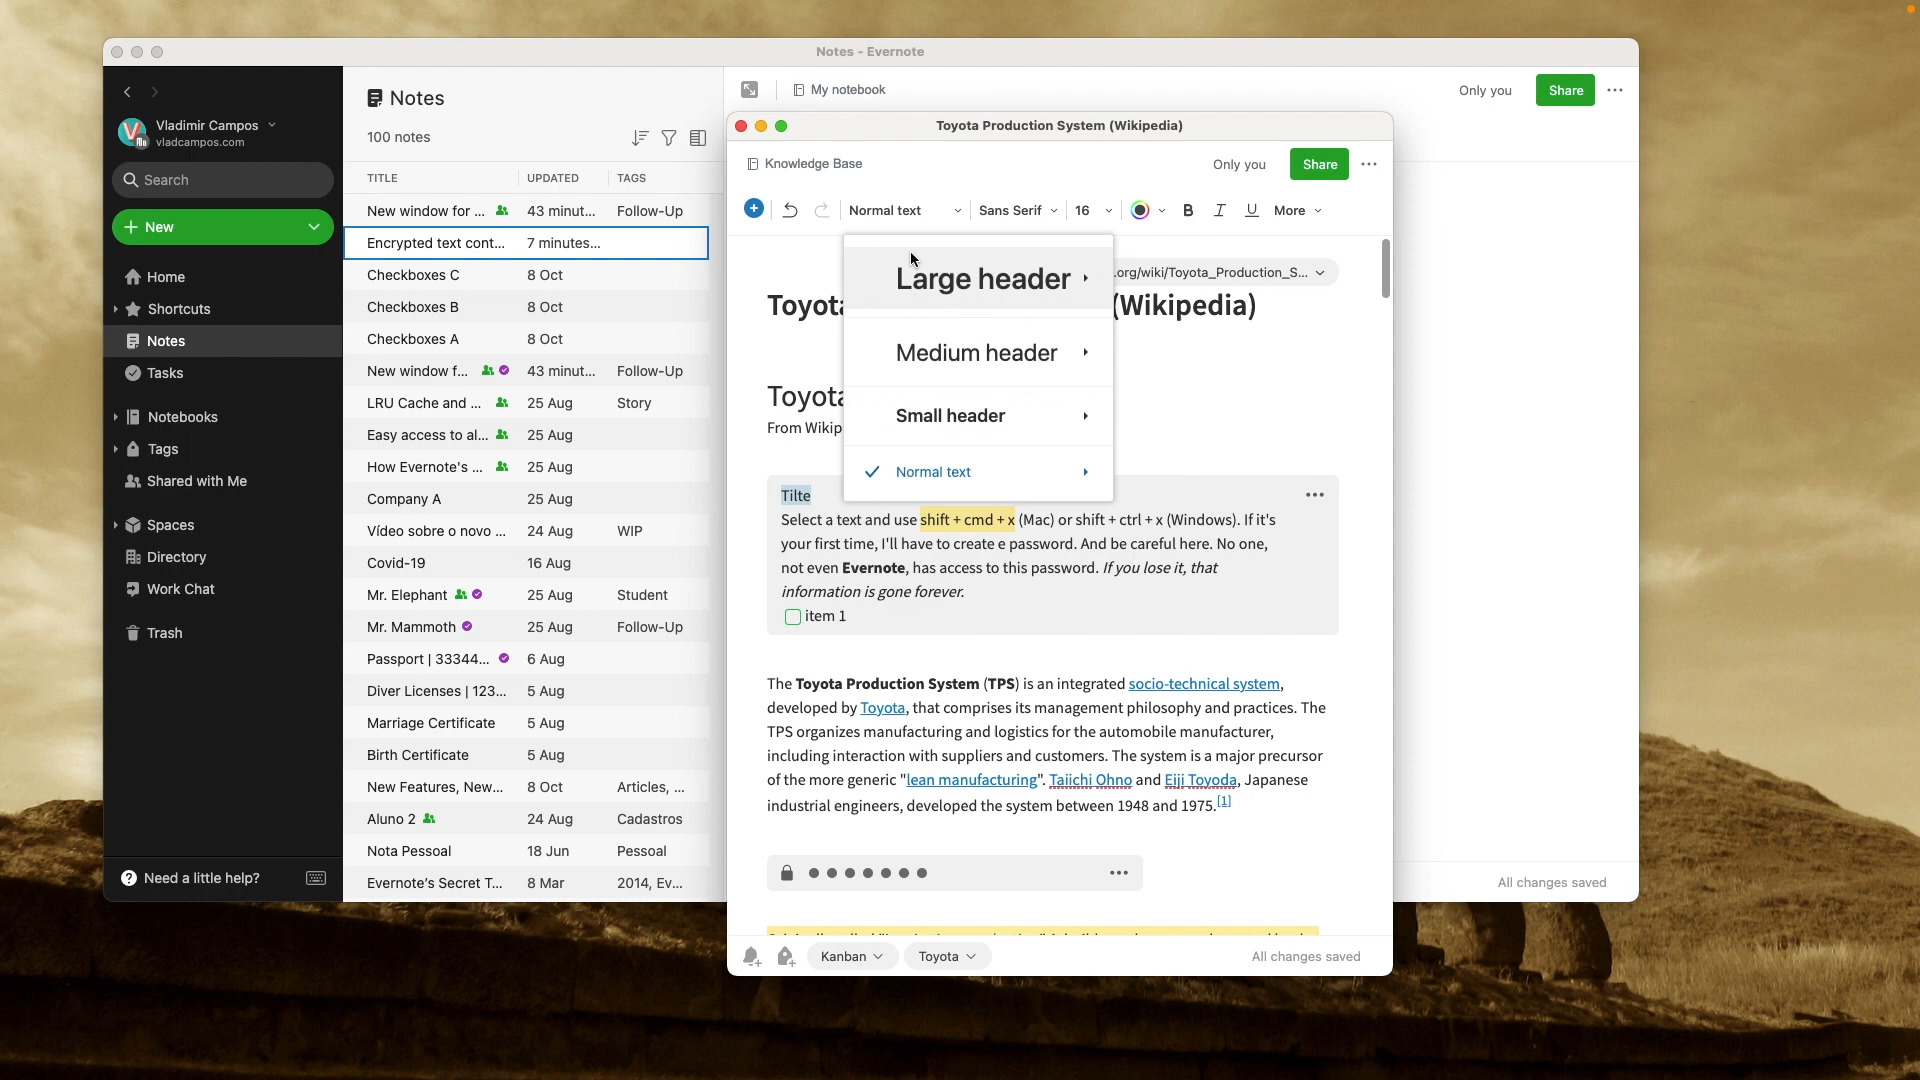 Notes - Evernote
Vladimir Campos
vladcampos.com
Search
New
Home
Shortcuts
Notes
Tasks
Notebooks
Tags
Shared with Me
Spaces
Directory
Work Chat
Trash
Need a little help?
Notes
100 notes
TITLE UPDATED TAGS
New window for ... 43 minut... Follow-Up
Encrypted text cont... 7 minutes...
Checkboxes C 8 Oct
Checkboxes B 8 Oct
Checkboxes A 8 Oct
New window f... 43 minut... Follow-Up
LRU Cache and ... 25 Aug Story
Easy access to al... 25 Aug
How Evernote's ... 25 Aug
Company A 25 Aug
Vídeo sobre o novo ... 24 Aug WIP
Covid-19 16 Aug
Mr. Elephant 25 Aug Student
Mr. Mammoth 25 Aug Follow-Up
Passport | 33344... 6 Aug
Diver Licenses | 123... 5 Aug
Marriage Certificate 5 Aug
Birth Certificate 5 Aug
New Features, New... 8 Oct Articles, ...
Aluno 2 24 Aug Cadastros
Nota Pessoal 18 Jun Pessoal
Evernote's Secret T... 8 Mar 2014, Ev...
My notebook
Only you Share
Toyota Production System (Wikipedia)
Knowledge Base
Only you Share
Normal text Sans Serif 16 B I U More
Large header
Medium header
Small header
Normal text
.org/wiki/Toyota_Production_S...
Toyota (Wikipedia)
Toyota
From Wikip
Tilte
Select a text and use shift + cmd + x (Mac) or shift + ctrl + x (Windows). If it's
your first time, I'll have to create e password. And be careful here. No one,
not even Evernote, has access to this password. If you lose it, that
information is gone forever.
item 1
The Toyota Production System (TPS) is an integrated socio-technical system,
developed by Toyota, that comprises its management philosophy and practices. The
TPS organizes manufacturing and logistics for the automobile manufacturer,
including interaction with suppliers and customers. The system is a major precursor
of the more generic "lean manufacturing". Taiichi Ohno and Eiji Toyoda, Japanese
industrial engineers, developed the system between 1948 and 1975.[1]
Kanban Toyota
All changes saved
All changes saved